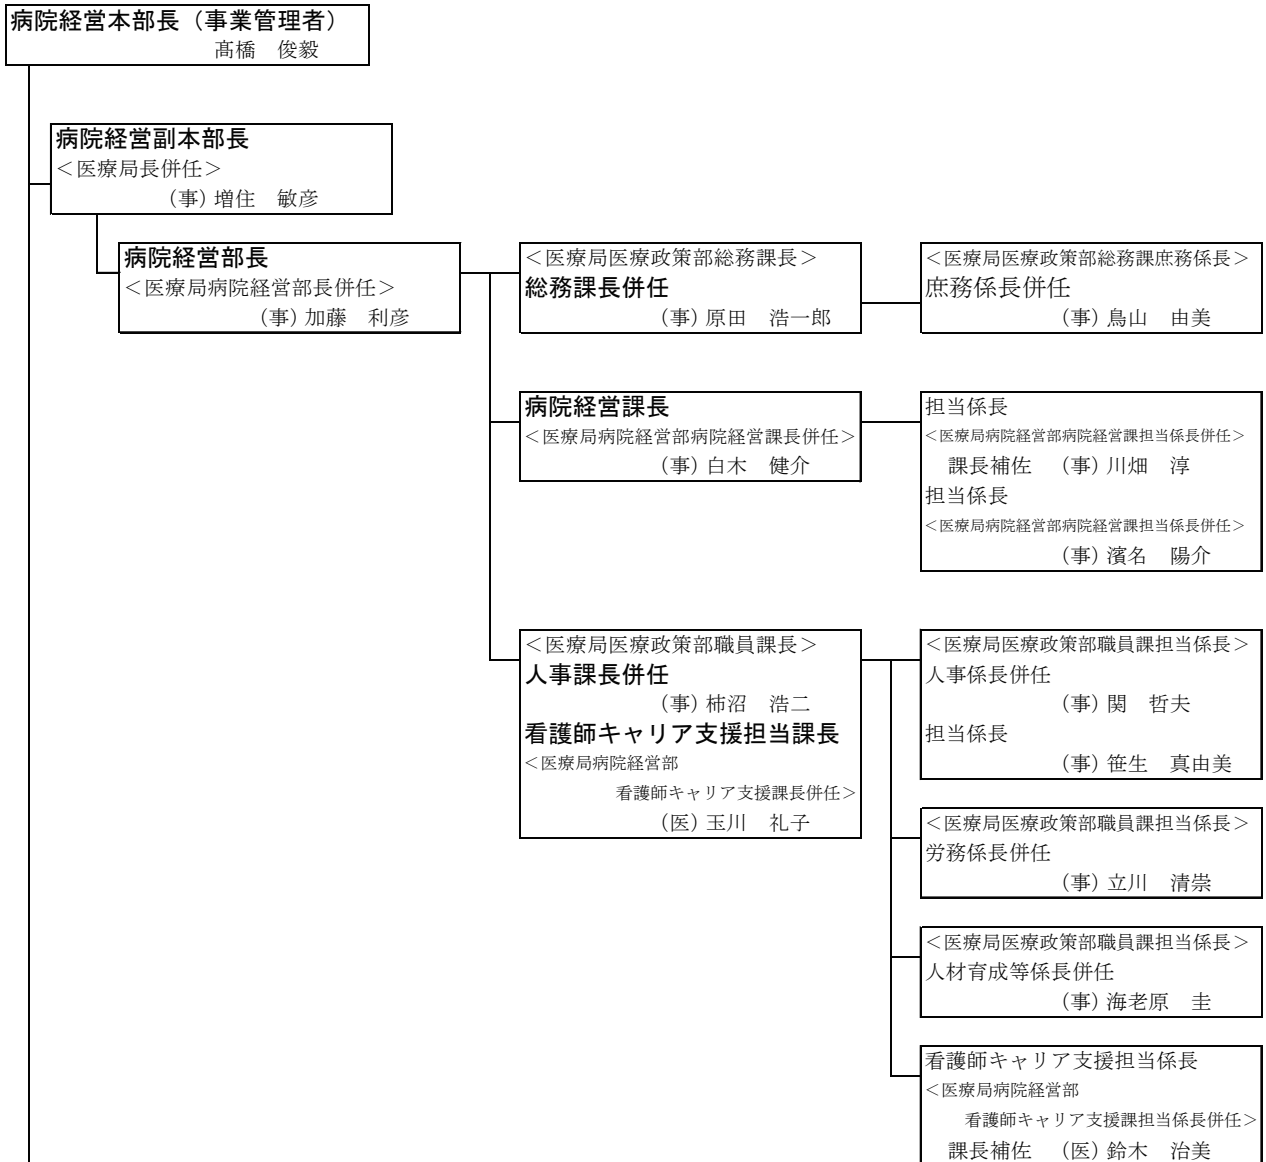 病院経営本部長（事業管理者）
髙橋　俊毅
病院経営副本部長
＜医療局長併任＞
（事）増住　敏彦
病院経営部長
＜医療局病院経営部長併任＞
（事）加藤　利彦
＜医療局医療政策部総務課長＞
総務課長併任
（事）原田　浩一郎
＜医療局医療政策部総務課庶務係長＞
庶務係長併任
（事）鳥山　由美
病院経営課長
＜医療局病院経営部病院経営課長併任＞
（事）白木　健介
担当係長
＜医療局病院経営部病院経営課担当係長併任＞
課長補佐　（事）川畑　淳
担当係長
＜医療局病院経営部病院経営課担当係長併任＞
（事）濱名　陽介
＜医療局医療政策部職員課長＞
人事課長併任
（事）柿沼　浩二
看護師キャリア支援担当課長
＜医療局病院経営部
看護師キャリア支援課長併任＞
（医）玉川　礼子
＜医療局医療政策部職員課担当係長＞
人事係長併任
（事）関　哲夫
担当係長
（事）笹生　真由美
＜医療局医療政策部職員課担当係長＞
労務係長併任
（事）立川　清崇
＜医療局医療政策部職員課担当係長＞
人材育成等係長併任
（事）海老原　圭
看護師キャリア支援担当係長
＜医療局病院経営部
看護師キャリア支援課担当係長併任＞
課長補佐　（医）鈴木　治美